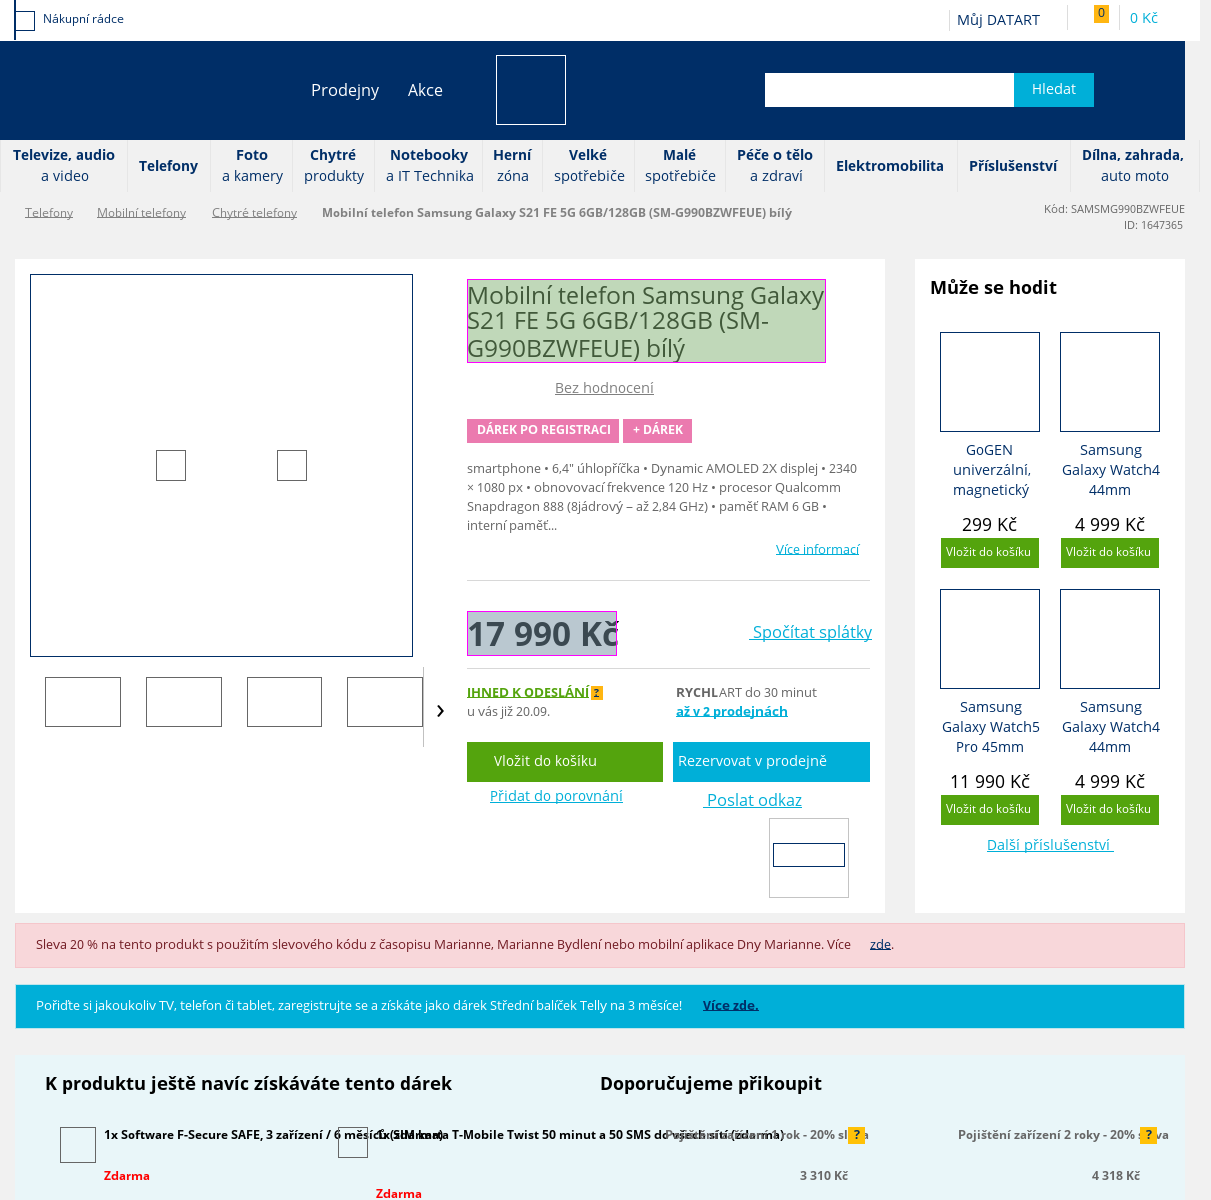 Nákupní rádce
Můj DATART
0
0 Kč
Prodejny
Akce
Hledat
Televize, audio
a video
Telefony
Foto
a kamery
Chytré
produkty
Notebooky
a IT Technika
Herní
zóna
Velké
spotřebiče
Malé
spotřebiče
Péče o tělo
a zdraví
Elektromobilita
Příslušenství
Dílna, zahrada,
auto moto
Telefony
Mobilní telefony
Chytré telefony
Mobilní telefon Samsung Galaxy S21 FE 5G 6GB/128GB (SM-G990BZWFEUE) bílý
Kód: SAMSMG990BZWFEUE
ID: 1647365
Mobilní telefon Samsung Galaxy
S21 FE 5G 6GB/128GB (SM-
G990BZWFEUE) bílý
Bez hodnocení
DÁREK PO REGISTRACI
+ DÁREK
smartphone • 6,4" úhlopříčka • Dynamic AMOLED 2X displej • 2340
× 1080 px • obnovovací frekvence 120 Hz • procesor Qualcomm
Snapdragon 888 (8jádrový – až 2,84 GHz) • paměť RAM 6 GB •
interní paměť...
Více informací
17 990 Kč
Spočítat splátky
IHNED K ODESLÁNÍ ?
u vás již 20.09.
RYCHLART do 30 minut
až v 2 prodejnách
Vložit do košíku
Rezervovat v prodejně
Přidat do porovnání
Poslat odkaz
Může se hodit
GoGEN
univerzální,
magnetický
299 Kč
Vložit do košíku
Samsung
Galaxy Watch4
44mm
4 999 Kč
Vložit do košíku
Samsung
Galaxy Watch5
Pro 45mm
11 990 Kč
Vložit do košíku
Samsung
Galaxy Watch4
44mm
4 999 Kč
Vložit do košíku
Další příslušenství
Sleva 20 % na tento produkt s použitím slevového kódu z časopisu Marianne, Marianne Bydlení nebo mobilní aplikace Dny Marianne. Více zde.
Pořiďte si jakoukoliv TV, telefon či tablet, zaregistrujte se a získáte jako dárek Střední balíček Telly na 3 měsíce! Více zde.
K produktu ještě navíc získáváte tento dárek
Doporučujeme přikoupit
1x Software F-Secure SAFE, 3 zařízení / 6 měsíců (zdarma)
Zdarma
1x SIM karta T-Mobile Twist 50 minut a 50 SMS do všech sítí (zdarma)
Zdarma
Pojištění zařízení 1 rok - 20% sleva
?
3 310 Kč
Pojištění zařízení 2 roky - 20% sleva
?
4 318 Kč